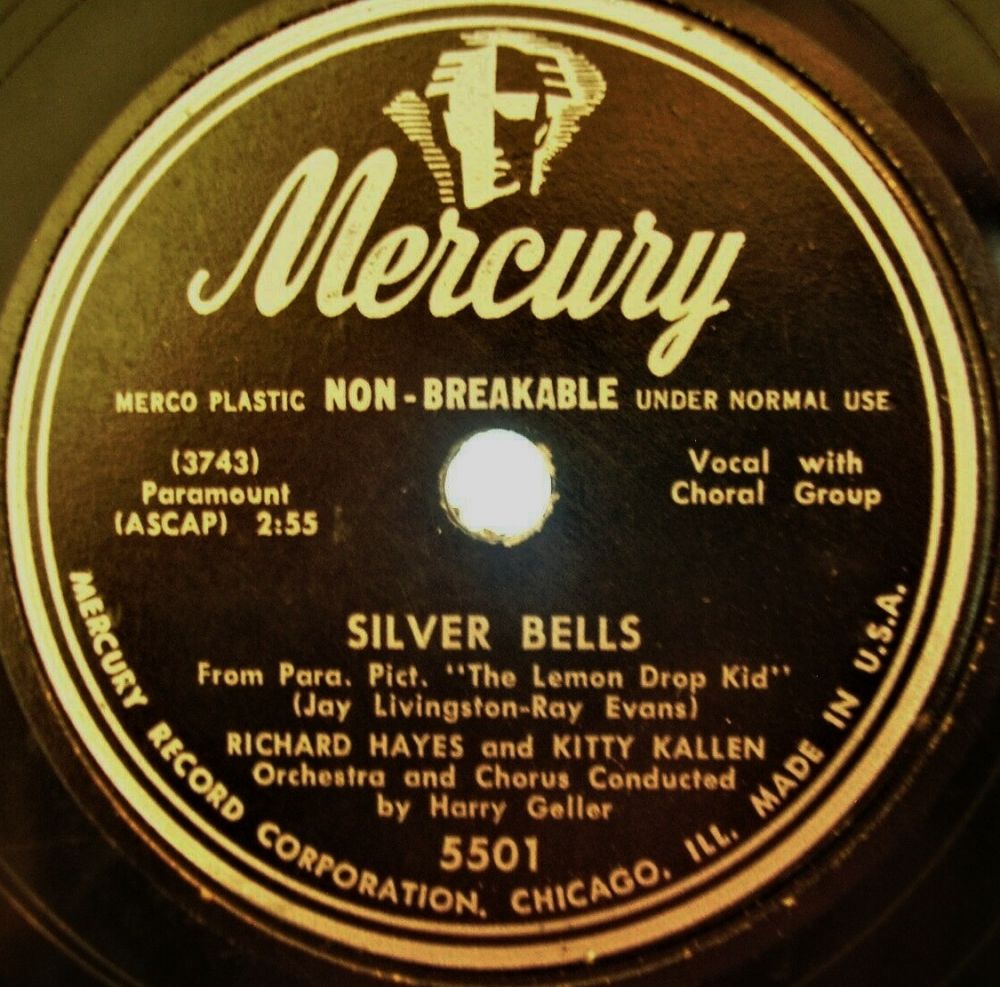 Mercury
MERCO PLASTIC NON-BREAKABLE UNDER NORMAL USE
(3743)
Paramount
(ASCAP) 2:55
Vocal with
Choral Group
SILVER BELLS
From Para. Pict. "The Lemon Drop Kid"
(Jay Livingston-Ray Evans)
RICHARD HAYES and KITTY KALLEN
Orchestra and Chorus Conducted
by Harry Geller
5501
MERCURY RECORD CORPORATION, CHICAGO, ILL. MADE IN U.S.A.